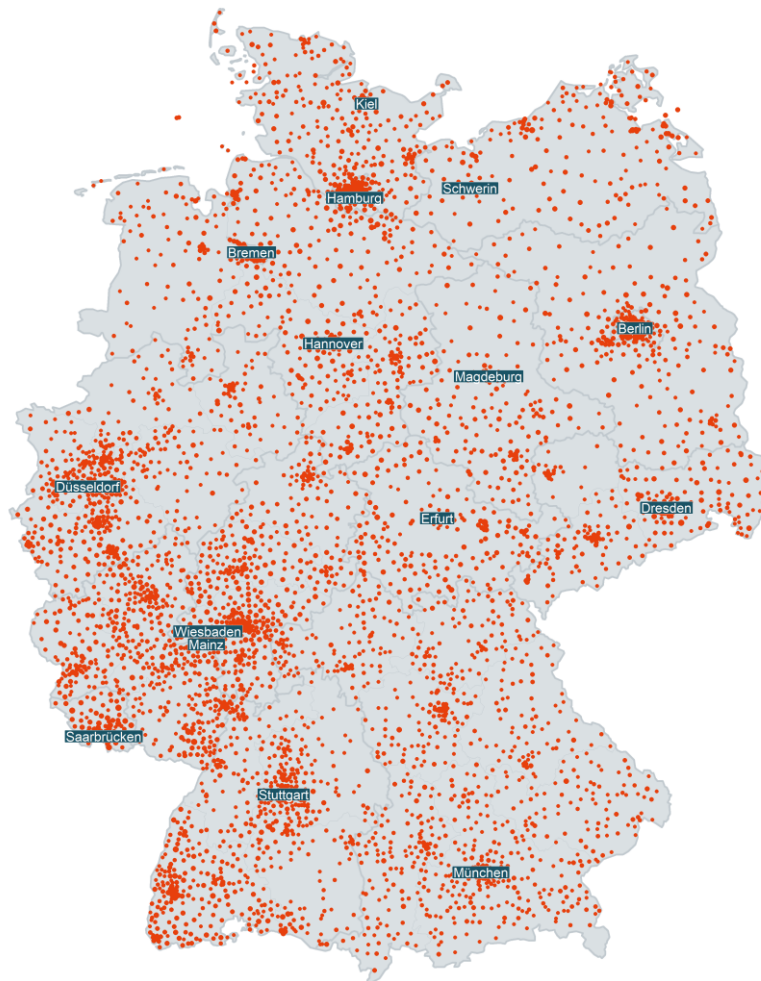 Kiel
Schwerin
Hamburg
Bremen
Berlin
Hannover
Magdeburg
Düsseldorf
Dresden
Erfurt
Wiesbaden
Mainz
Saarbrücken
Stuttgart
München